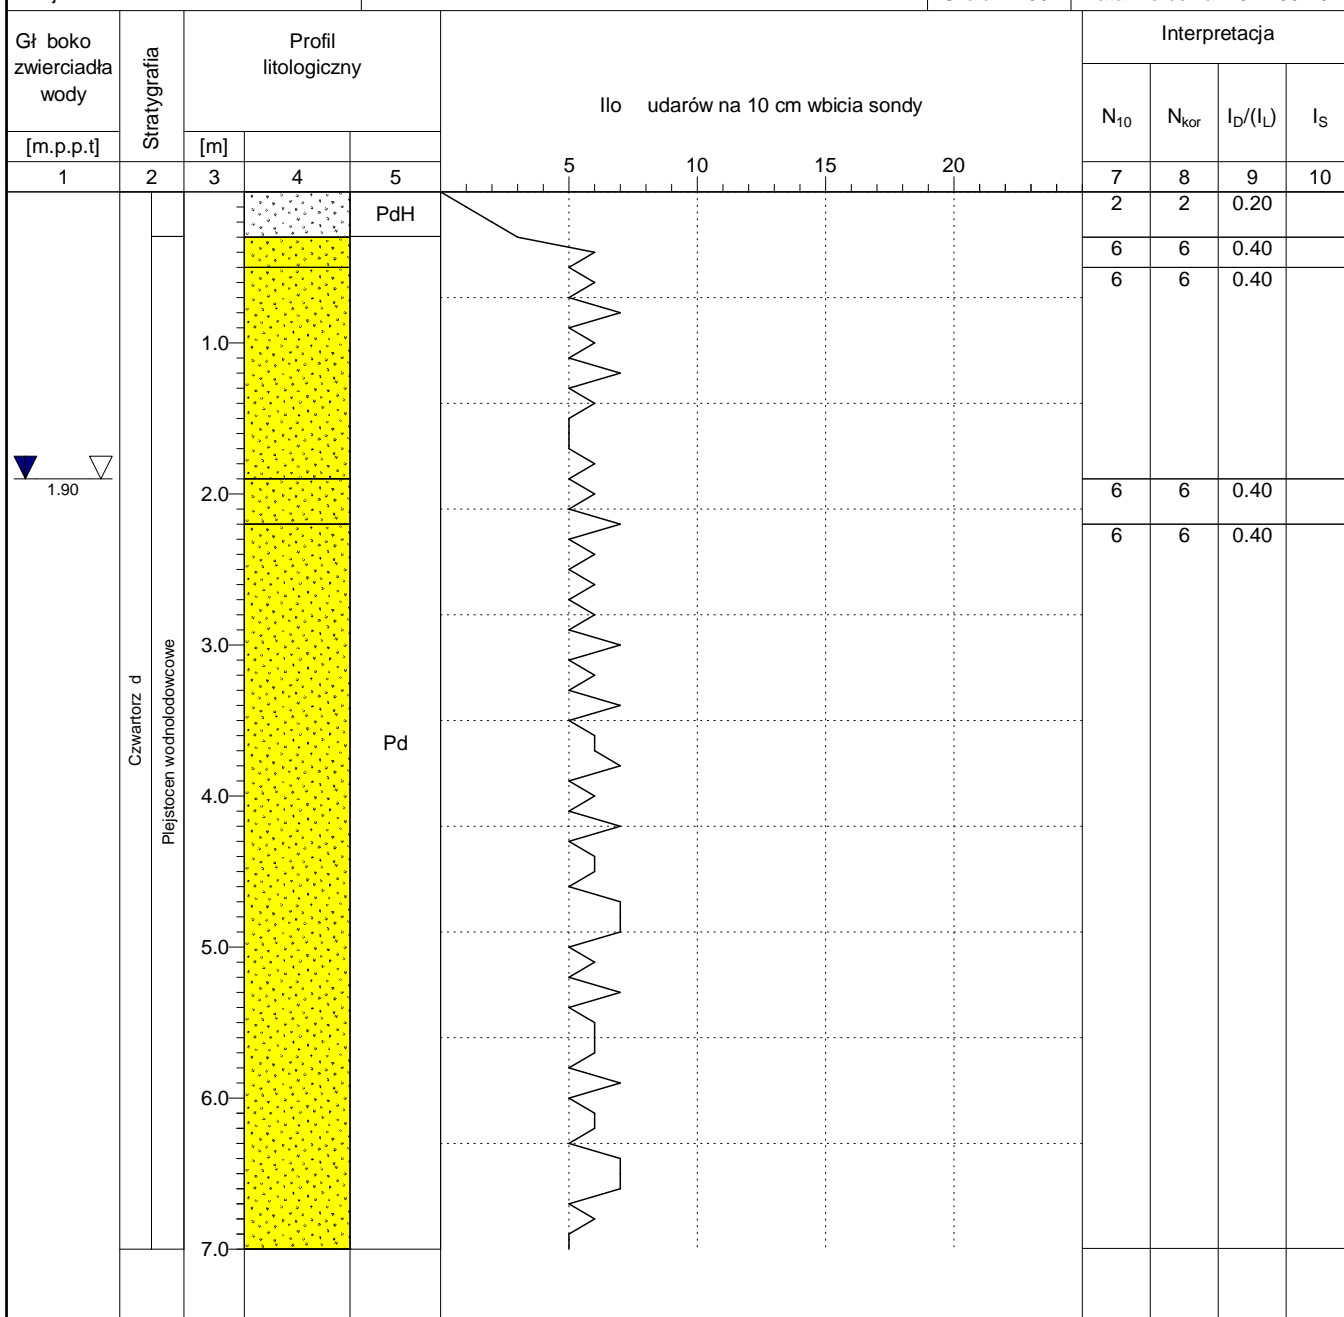 Gł boko
zwierciadła
wody
[m.p.p.t]
Stratygrafia
Profil
litologiczny
[m]
Ilo udarów na 10 cm wbicia sondy
5 10 15 20
Interpretacja
N10 Nkor ID/(IL) IS
1 2 3 4 5 7 8 9 10
PdH
2 2 0.20
6 6 0.40
6 6 0.40
1.0
1.90
2.0
6 6 0.40
6 6 0.40
3.0
Czwartorz d
Plejstocen wodnolodowcowe
Pd
4.0
5.0
6.0
7.0